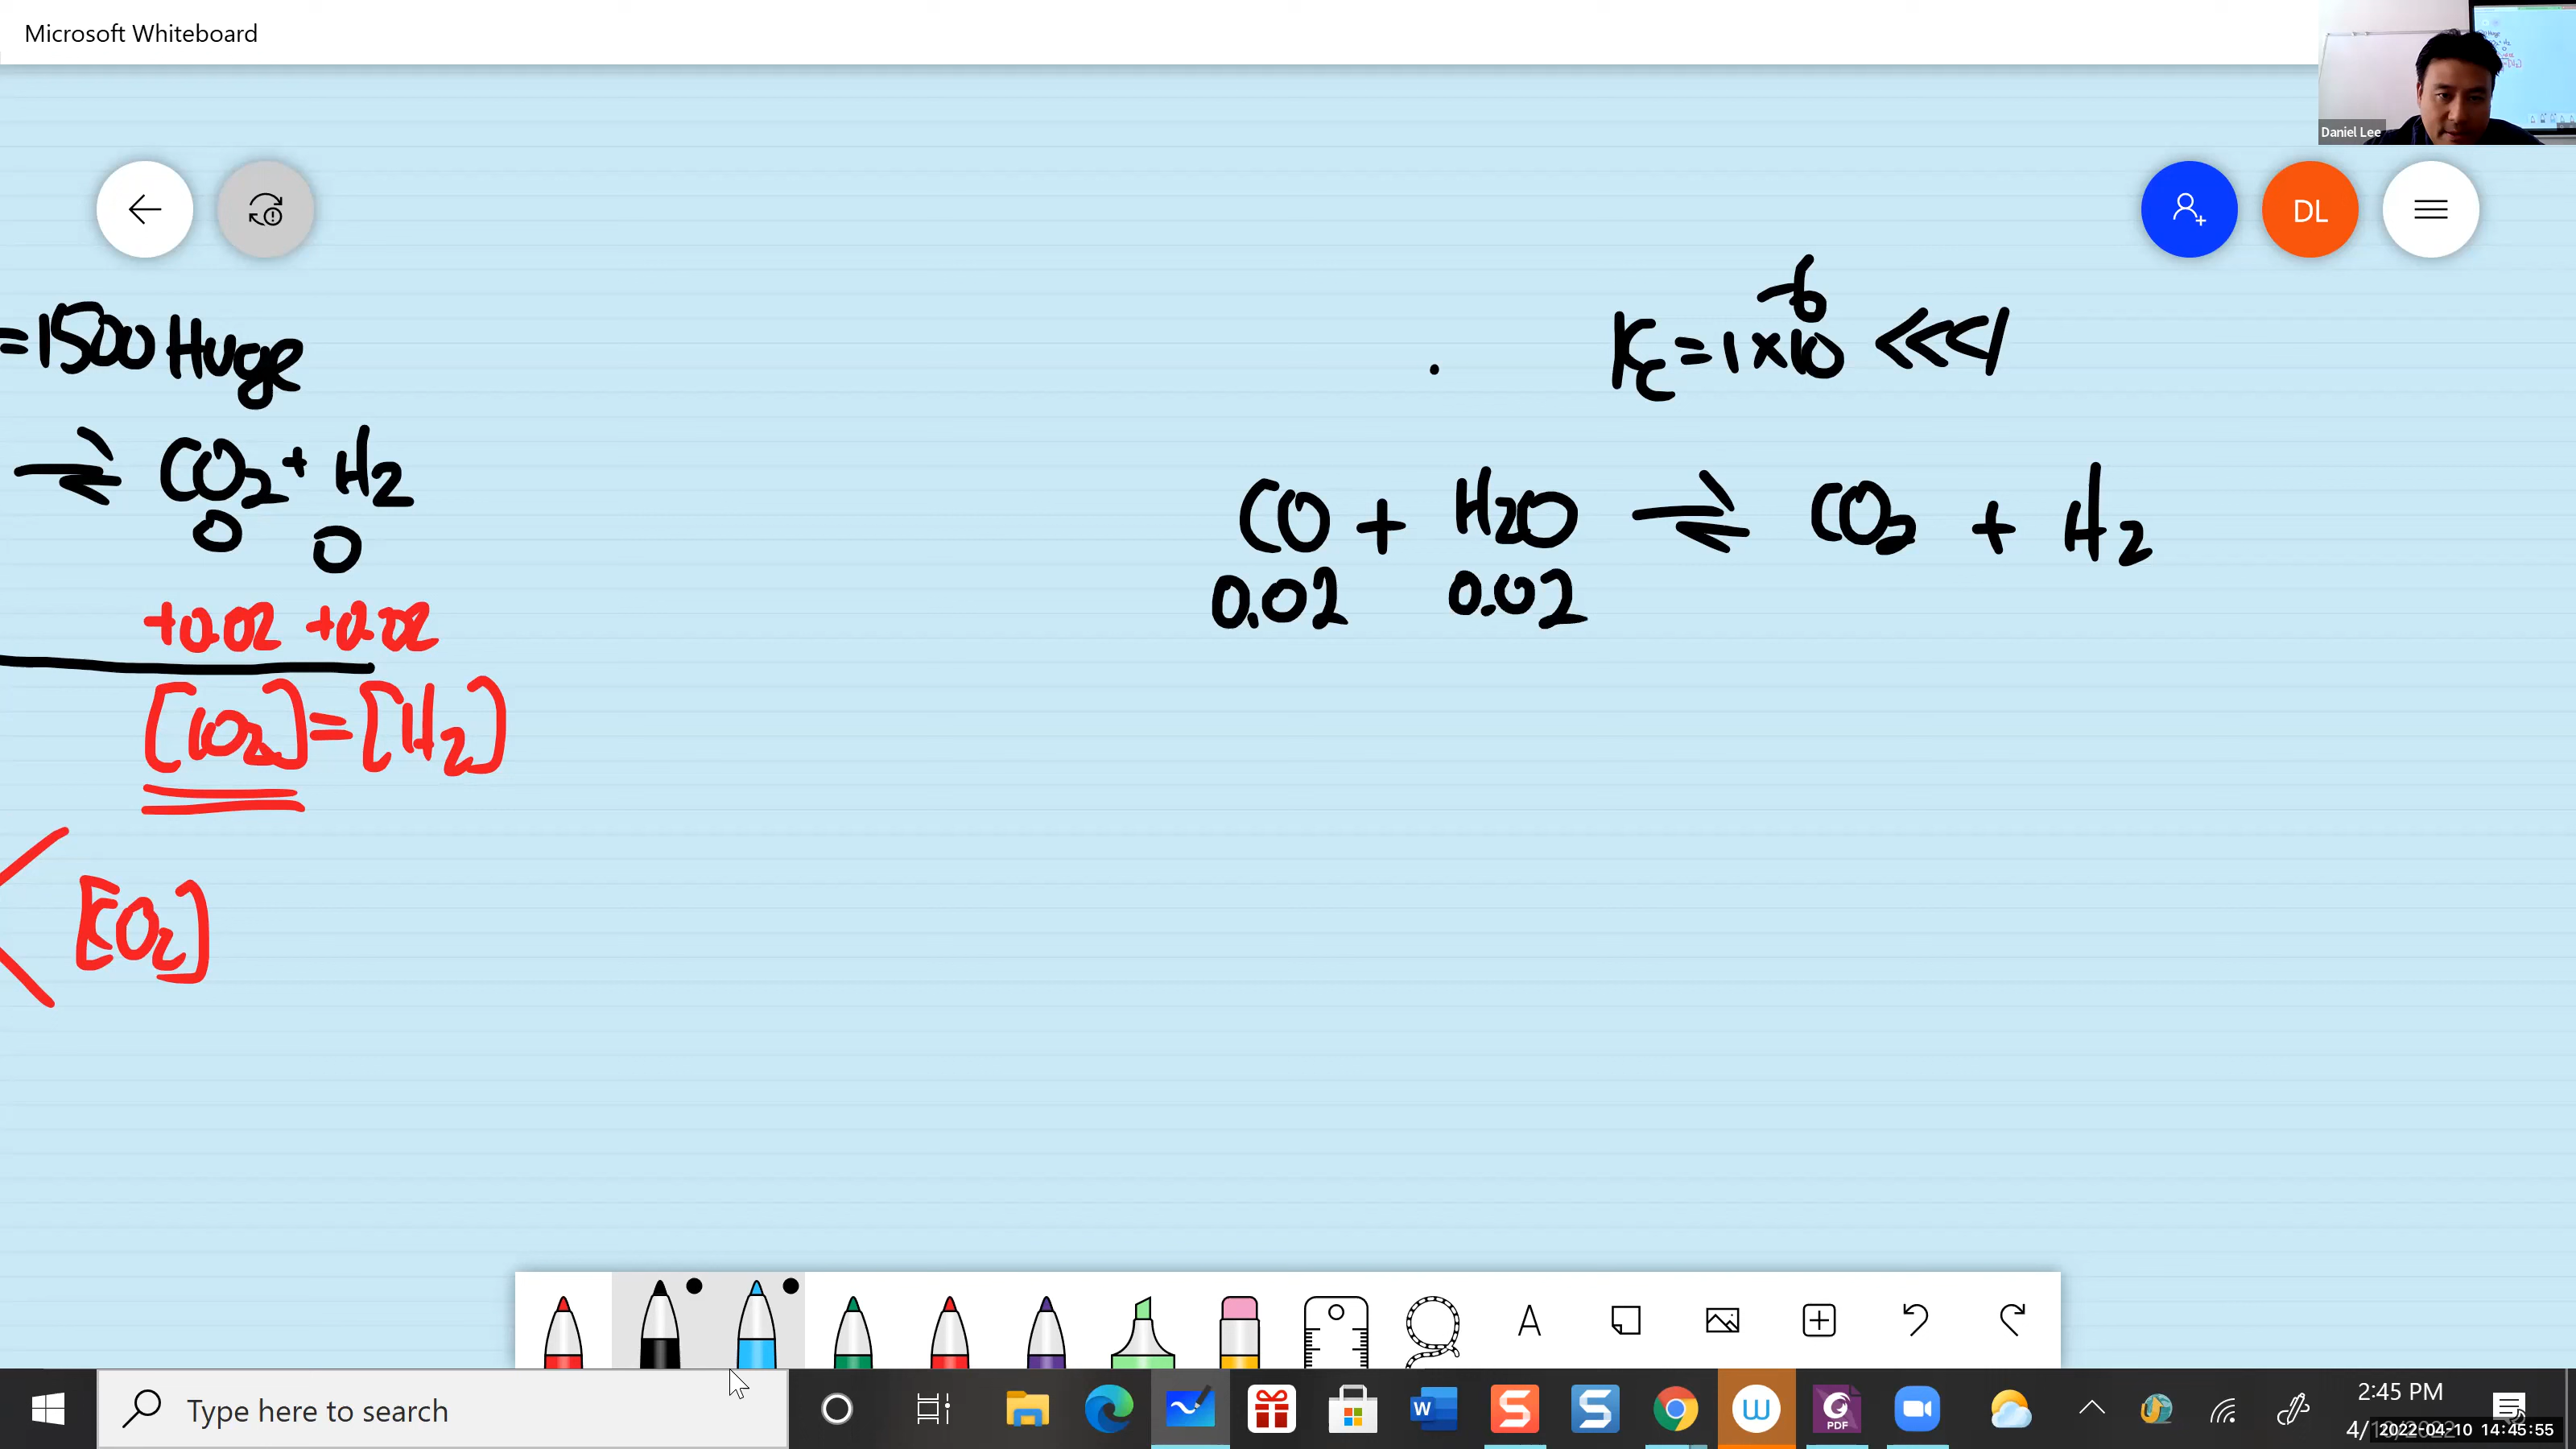 Microsoft Whiteboard
Daniel Lee
DL
=1500 Huge
⇌ CO2 + H2
0 0
+0.02 +0.02
[CO2] = [H2]
[CO2]
Kc = 1 × 10^-6 <<< 1
CO + H2O ⇌ CO2 + H2
0.02 0.02
A
Type here to search
W
S
S
W
PDF
2:45 PM
2022-04-10 14:45:55